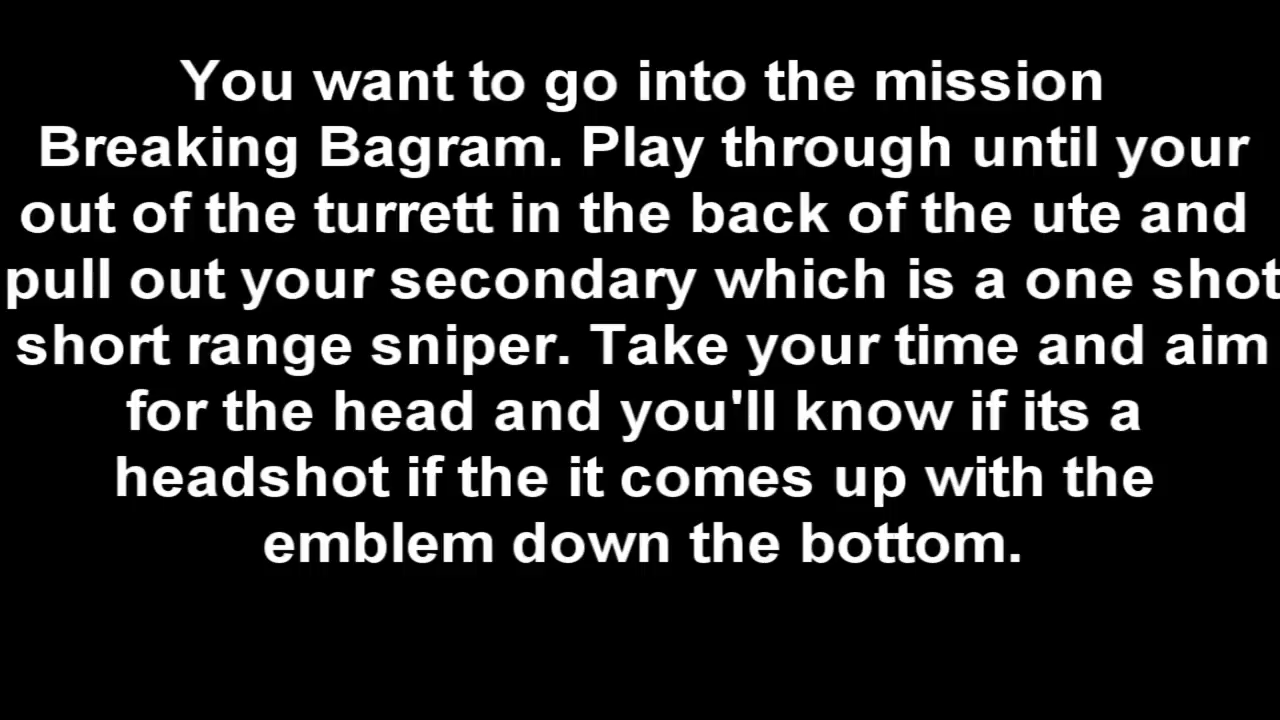 You want to go into the mission
Breaking Bagram. Play through until your
out of the turrett in the back of the ute and
pull out your secondary which is a one shot
short range sniper. Take your time and aim
for the head and you'll know if its a
headshot if the it comes up with the
emblem down the bottom.